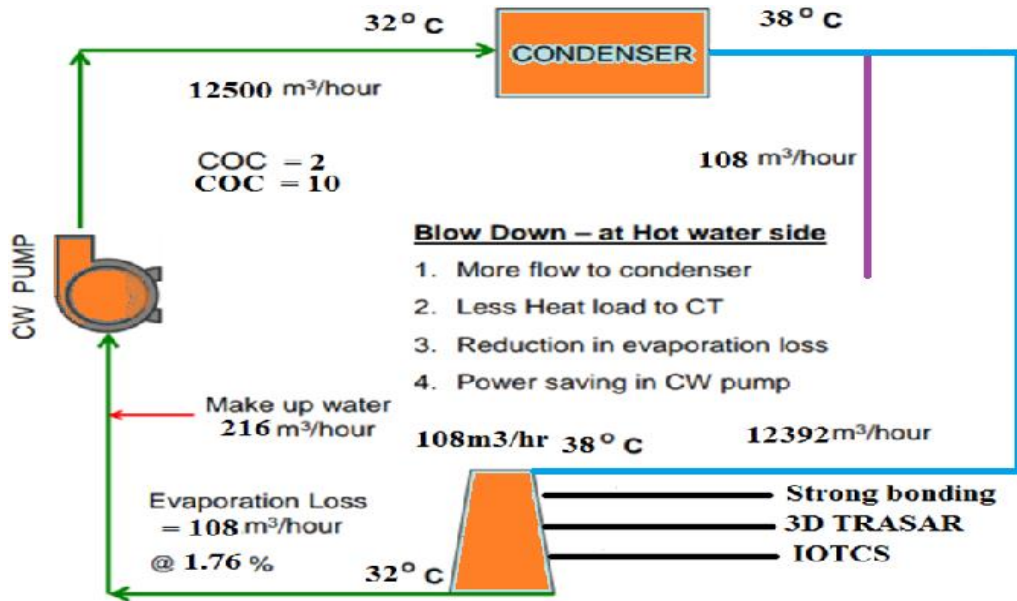 32° C
38° C
CONDENSER
12500 m³/hour
108 m³/hour
COC = 2
COC = 10
CW PUMP
Blow Down – at Hot water side
1. More flow to condenser
2. Less Heat load to CT
3. Reduction in evaporation loss
4. Power saving in CW pump
Make up water
216 m³/hour
108m3/hr 38° C
12392m³/hour
Evaporation Loss
= 108 m³/hour
@ 1.76 %
32° C
Strong bonding
3D TRASAR
IOTCS